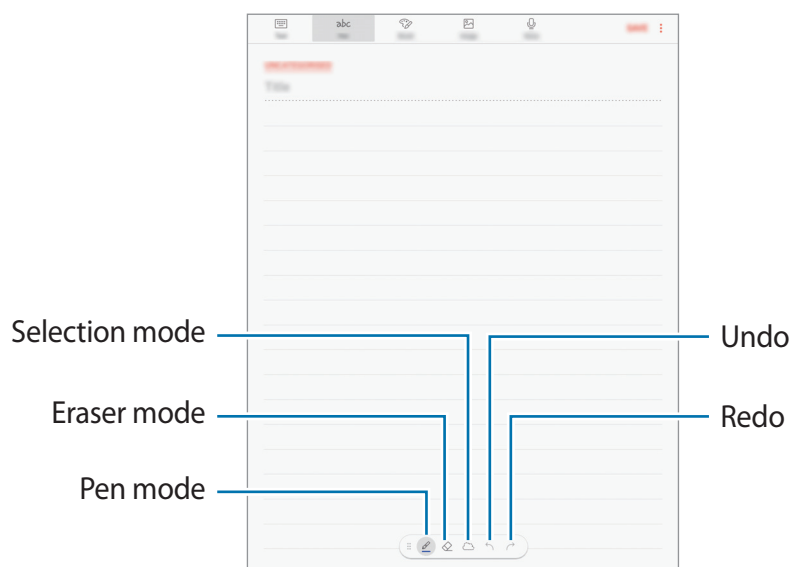 abc
Title
Selection mode
Undo
Eraser mode
Redo
Pen mode